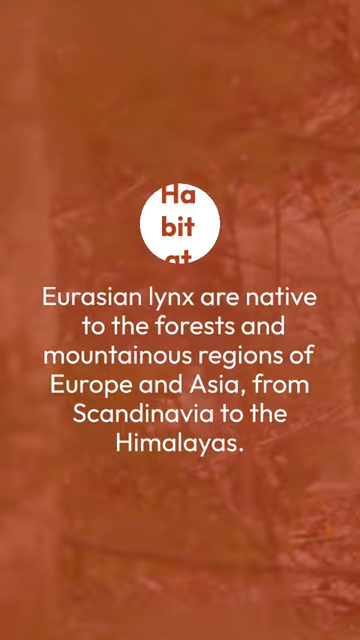 Ha
bit
at
Eurasian lynx are native
to the forests and
mountainous regions of
Europe and Asia, from
Scandinavia to the
Himalayas.